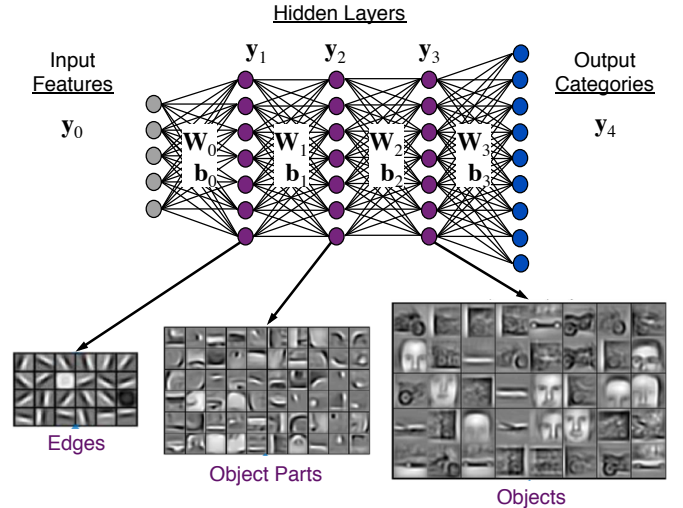 Hidden Layers
Input
Features
y₀
y₁
y₂
y₃
Output
Categories
y₄
W₀
b₀
W₁
b₁
W₂
b₂
W₃
b₃
Edges
Object Parts
Objects